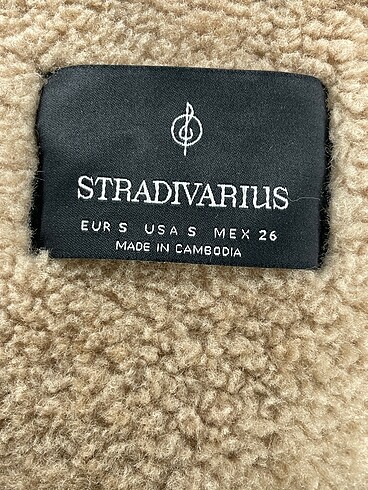 STRADIVARIUS
EUR S USA S MEX 26
MADE IN CAMBODIA